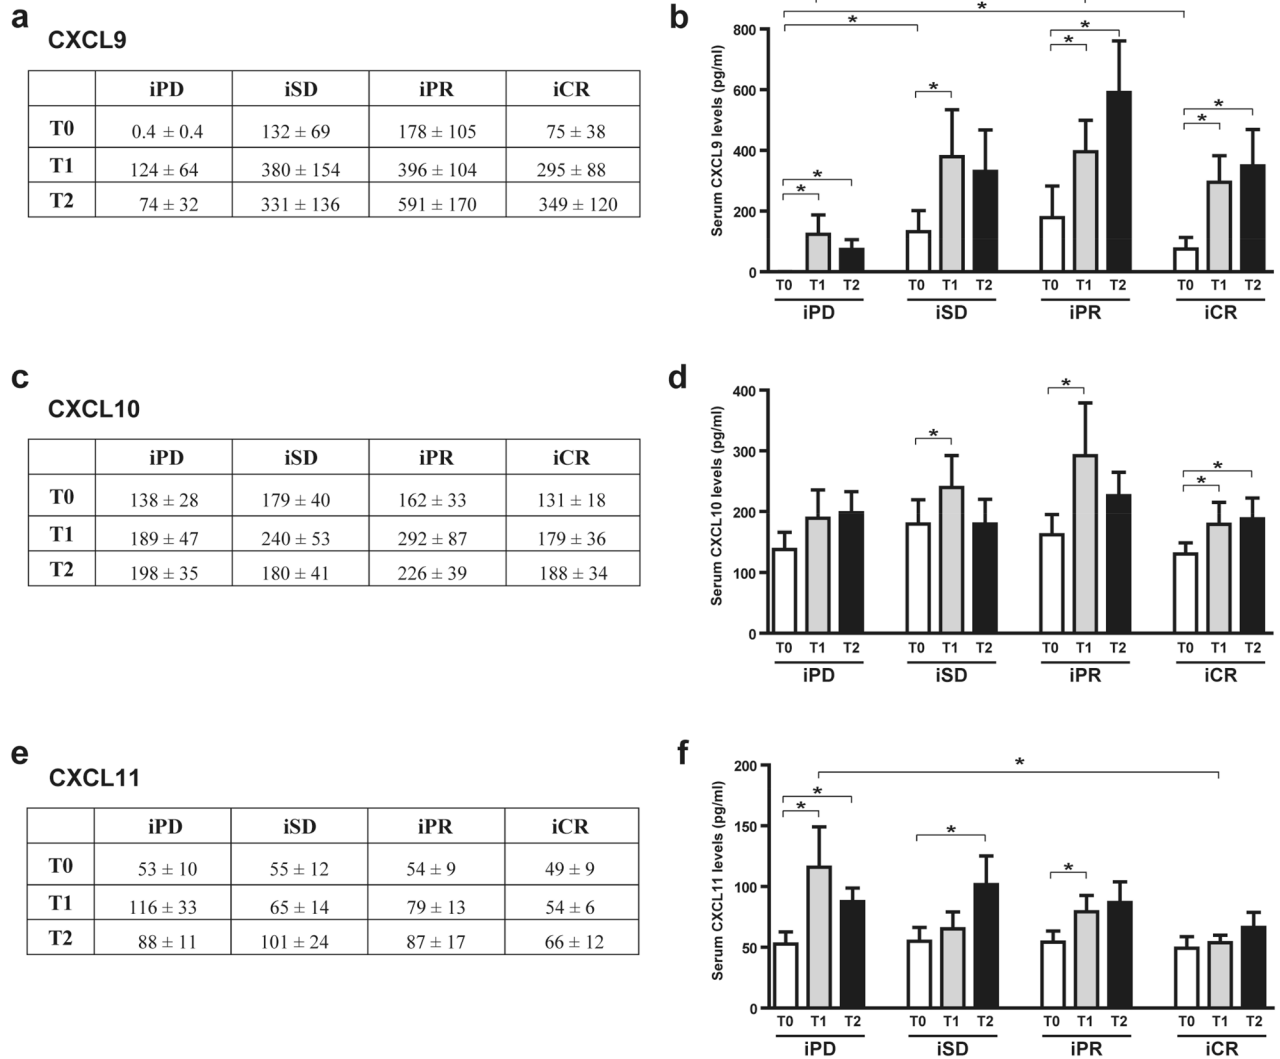 a
CXCL9
iPD iSD iPR iCR
T0 0.4 ± 0.4 132 ± 69 178 ± 105 75 ± 38
T1 124 ± 64 380 ± 154 396 ± 104 295 ± 88
T2 74 ± 32 331 ± 136 591 ± 170 349 ± 120
b
Serum CXCL9 levels (pg/ml)
800
600
400
200
0
* *
* *
* *
*
* *
T0 T1 T2 T0 T1 T2 T0 T1 T2 T0 T1 T2
iPD iSD iPR iCR
c
CXCL10
iPD iSD iPR iCR
T0 138 ± 28 179 ± 40 162 ± 33 131 ± 18
T1 189 ± 47 240 ± 53 292 ± 87 179 ± 36
T2 198 ± 35 180 ± 41 226 ± 39 188 ± 34
d
Serum CXCL10 levels (pg/ml)
400
300
200
100
0
*
*
* *
T0 T1 T2 T0 T1 T2 T0 T1 T2 T0 T1 T2
iPD iSD iPR iCR
e
CXCL11
iPD iSD iPR iCR
T0 53 ± 10 55 ± 12 54 ± 9 49 ± 9
T1 116 ± 33 65 ± 14 79 ± 13 54 ± 6
T2 88 ± 11 101 ± 24 87 ± 17 66 ± 12
f
Serum CXCL11 levels (pg/ml)
200
150
100
50
0
*
* *
*
*
T0 T1 T2 T0 T1 T2 T0 T1 T2 T0 T1 T2
iPD iSD iPR iCR